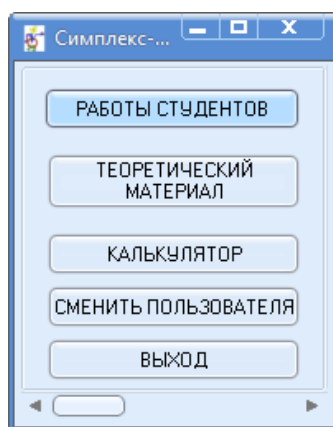 Симплекс-...
РАБОТЫ СТУДЕНТОВ
ТЕОРЕТИЧЕСКИЙ
МАТЕРИАЛ
КАЛЬКУЛЯТОР
СМЕНИТЬ ПОЛЬЗОВАТЕЛЯ
ВЫХОД